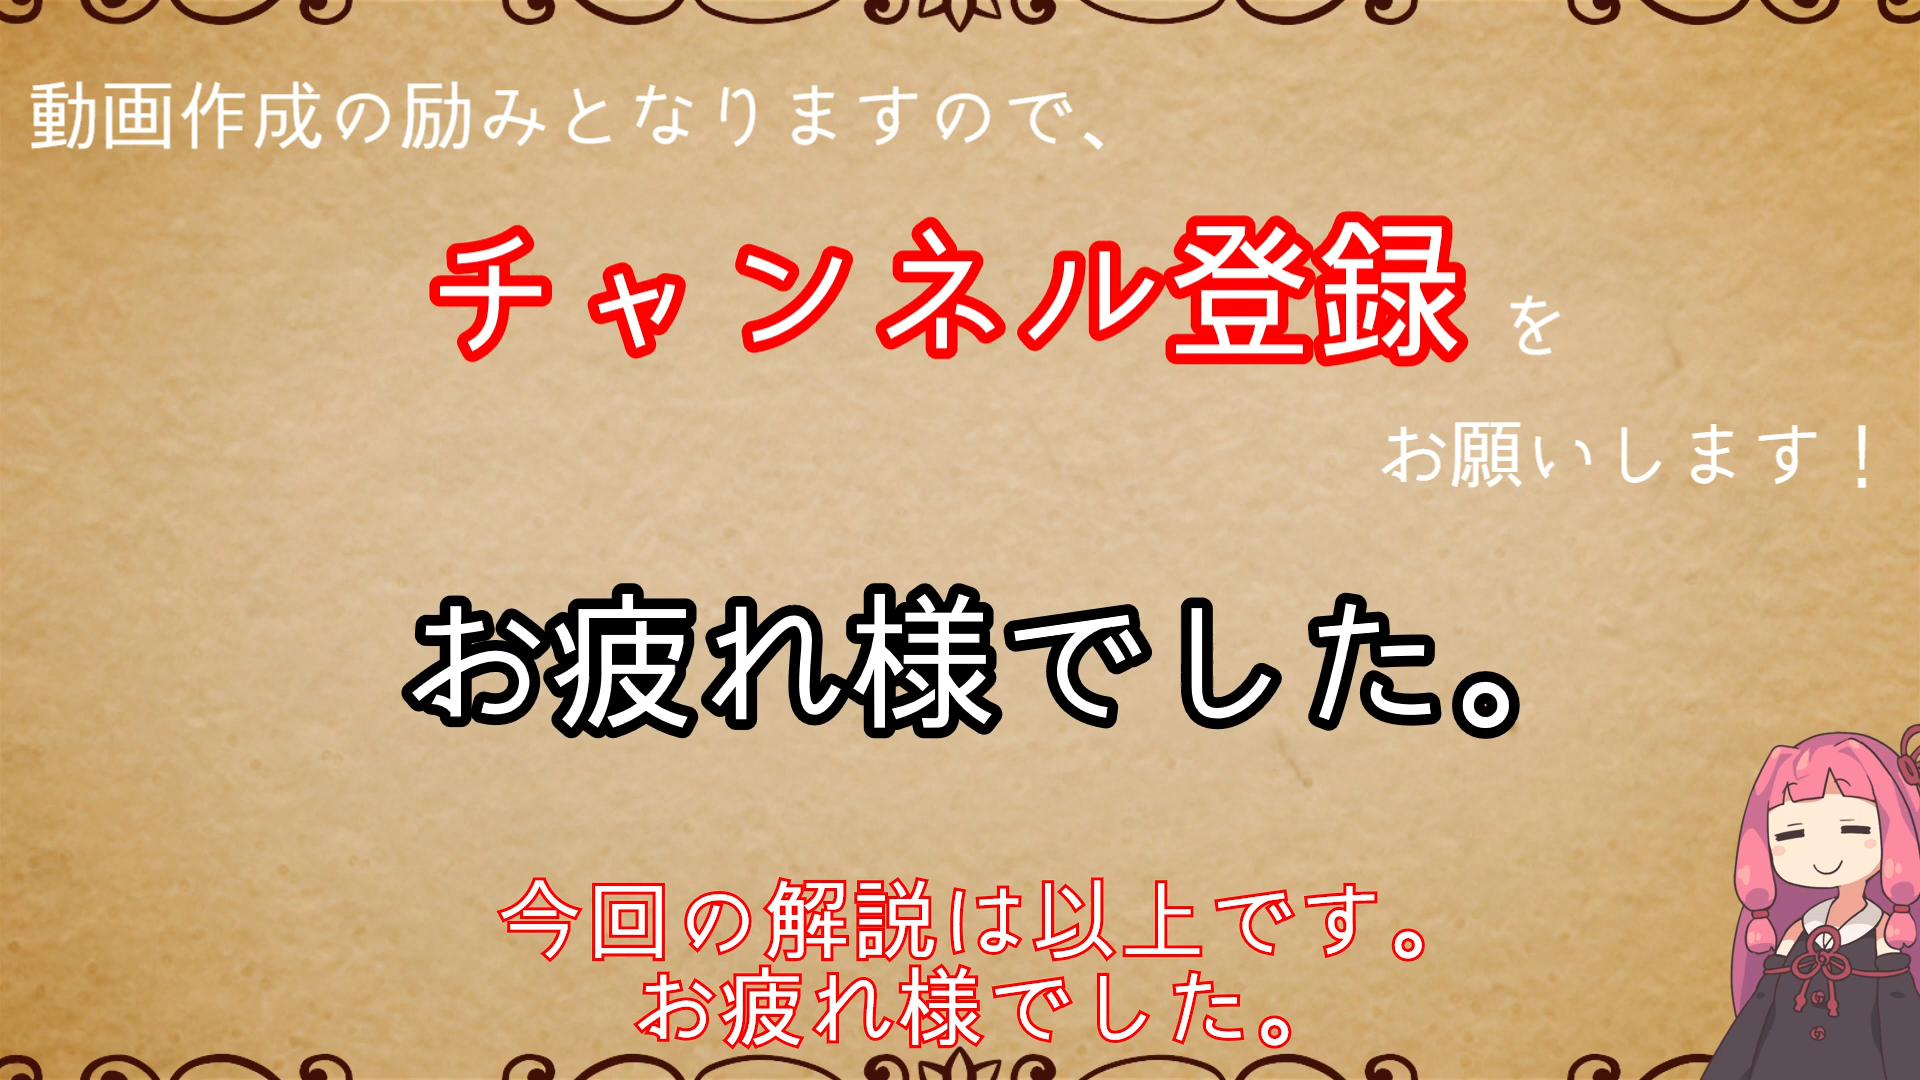 動画作成の励みとなりますので、
チャンネル登録を
お願いします！
お疲れ様でした。
今回の解説は以上です。
お疲れ様でした。